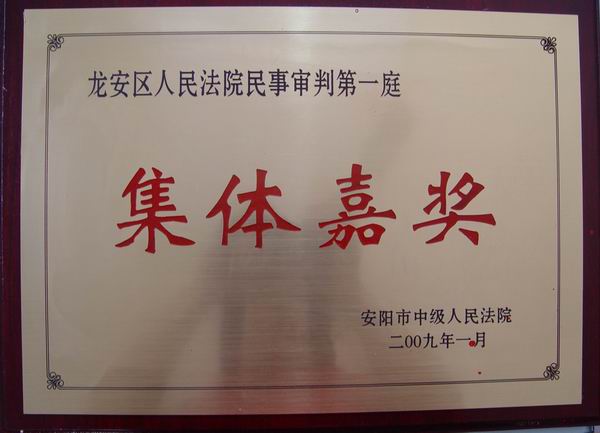 龙安区人民法院民事审判第一庭
集体嘉奖
安阳市中级人民法院
二00九年一月